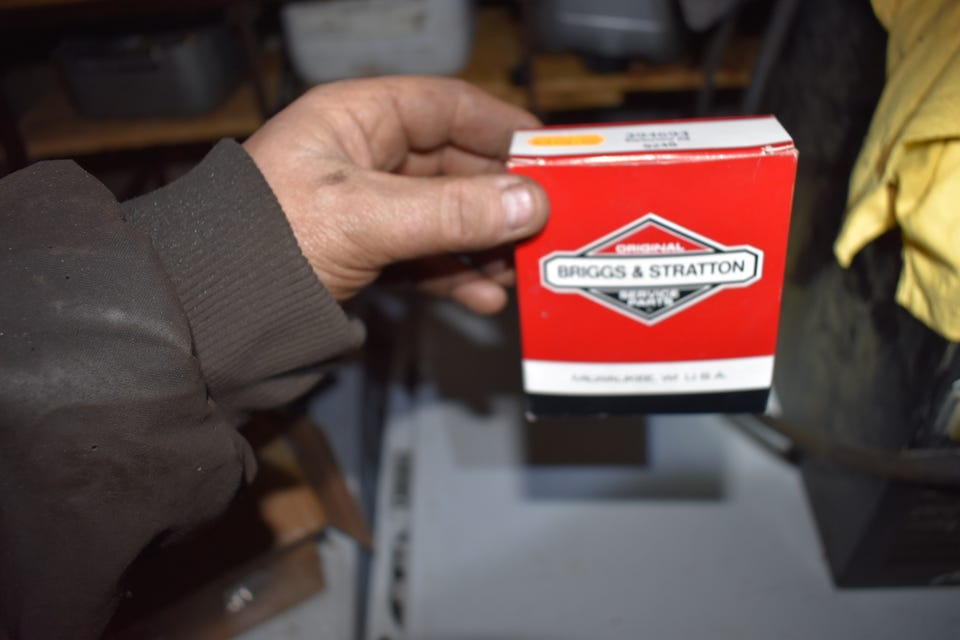 ORIGINAL
BRIGGS & STRATTON
SERVICE
PARTS
MILWAUKEE, WI U.S.A.